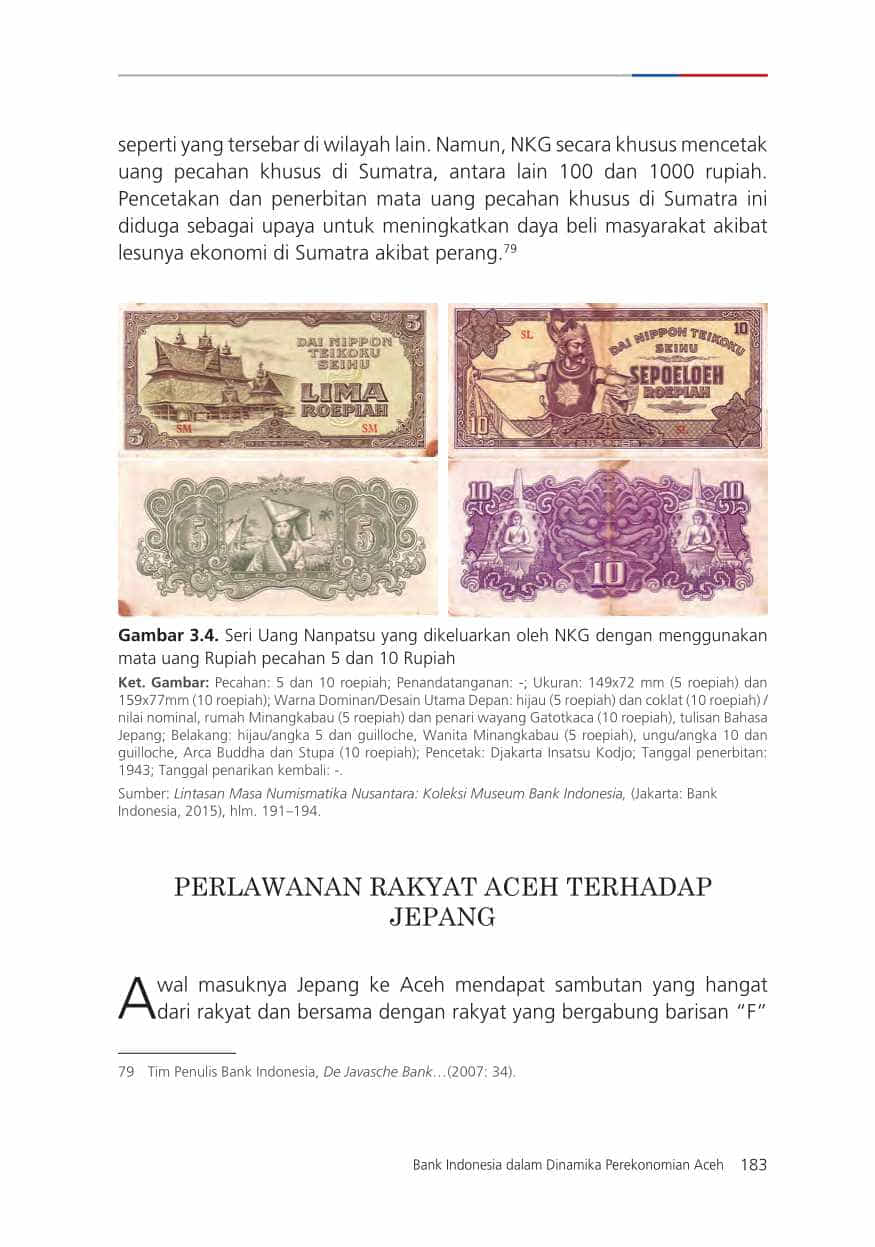 seperti yang tersebar di wilayah lain. Namun, NKG secara khusus mencetak
uang pecahan khusus di Sumatra, antara lain 100 dan 1000 rupiah.
Pencetakan dan penerbitan mata uang pecahan khusus di Sumatra ini
diduga sebagai upaya untuk meningkatkan daya beli masyarakat akibat
lesunya ekonomi di Sumatra akibat perang.79
5
DAI NIPPON
TEIKOKU
SEIHU
LIMA
ROEPIAH
SM
SM
5
SL
10
DAI NIPPON TEIKOKU
SEIHU
SEPOELOEH
ROEPIAH
10
SL
5
5
10
10
10
Gambar 3.4. Seri Uang Nanpatsu yang dikeluarkan oleh NKG dengan menggunakan
mata uang Rupiah pecahan 5 dan 10 Rupiah
Ket. Gambar: Pecahan: 5 dan 10 roepiah; Penandatanganan: -; Ukuran: 149x72 mm (5 roepiah) dan
159x77mm (10 roepiah); Warna Dominan/Desain Utama Depan: hijau (5 roepiah) dan coklat (10 roepiah) /
nilai nominal, rumah Minangkabau (5 roepiah) dan penari wayang Gatotkaca (10 roepiah), tulisan Bahasa
Jepang; Belakang: hijau/angka 5 dan guilloche, Wanita Minangkabau (5 roepiah), ungu/angka 10 dan
guilloche, Arca Buddha dan Stupa (10 roepiah); Pencetak: Djakarta Insatsu Kodjo; Tanggal penerbitan:
1943; Tanggal penarikan kembali: -.
Sumber: Lintasan Masa Numismatika Nusantara: Koleksi Museum Bank Indonesia, (Jakarta: Bank
Indonesia, 2015), hlm. 191–194.
PERLAWANAN RAKYAT ACEH TERHADAP
JEPANG
Awal masuknya Jepang ke Aceh mendapat sambutan yang hangat
dari rakyat dan bersama dengan rakyat yang bergabung barisan “F”
79 Tim Penulis Bank Indonesia, De Javasche Bank…(2007: 34).
Bank Indonesia dalam Dinamika Perekonomian Aceh 183